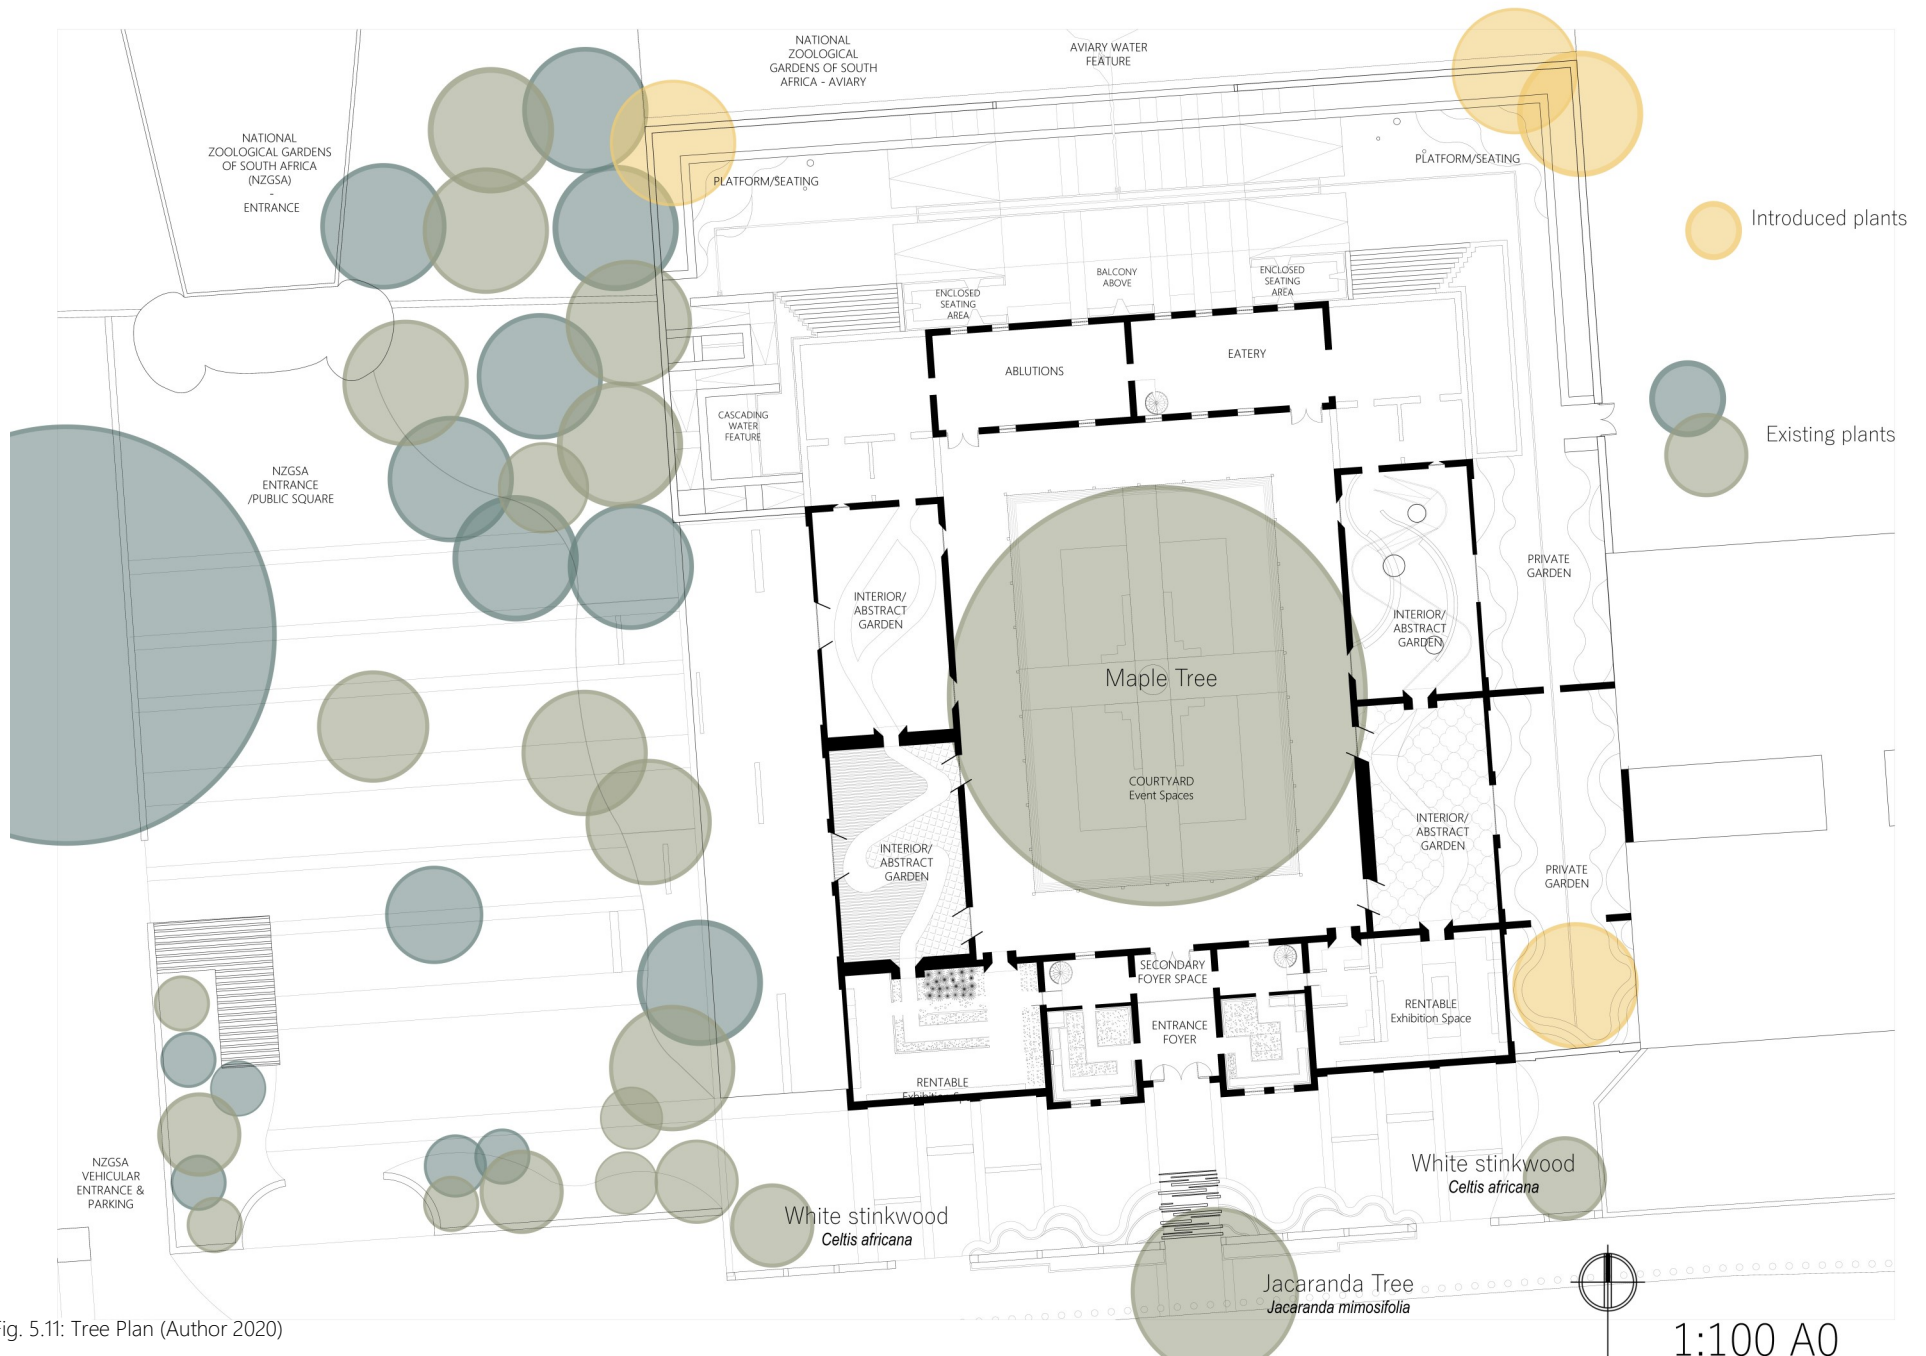 NATIONAL
ZOOLOGICAL
GARDENS OF SOUTH
AFRICA - AVIARY
AVIARY WATER
FEATURE
NATIONAL
ZOOLOGICAL GARDENS
OF SOUTH AFRICA
(NZGSA)
-
ENTRANCE
PLATFORM/SEATING
PLATFORM/SEATING
Introduced plants
ENCLOSED
SEATING
AREA
BALCONY
ABOVE
ENCLOSED
SEATING
AREA
ABLUTIONS
EATERY
CASCADING
WATER
FEATURE
Existing plants
NZGSA
ENTRANCE
/PUBLIC SQUARE
INTERIOR/
ABSTRACT
GARDEN
INTERIOR/
ABSTRACT
GARDEN
PRIVATE
GARDEN
Maple Tree
COURTYARD
Event Spaces
INTERIOR/
ABSTRACT
GARDEN
INTERIOR/
ABSTRACT
GARDEN
PRIVATE
GARDEN
SECONDARY
FOYER SPACE
ENTRANCE
FOYER
RENTABLE
Exhibition Space
RENTABLE
NZGSA
VEHICULAR
ENTRANCE &
PARKING
White stinkwood
Celtis africana
White stinkwood
Celtis africana
Jacaranda Tree
Jacaranda mimosifolia
1:100 A0
ig. 5.11: Tree Plan (Author 2020)